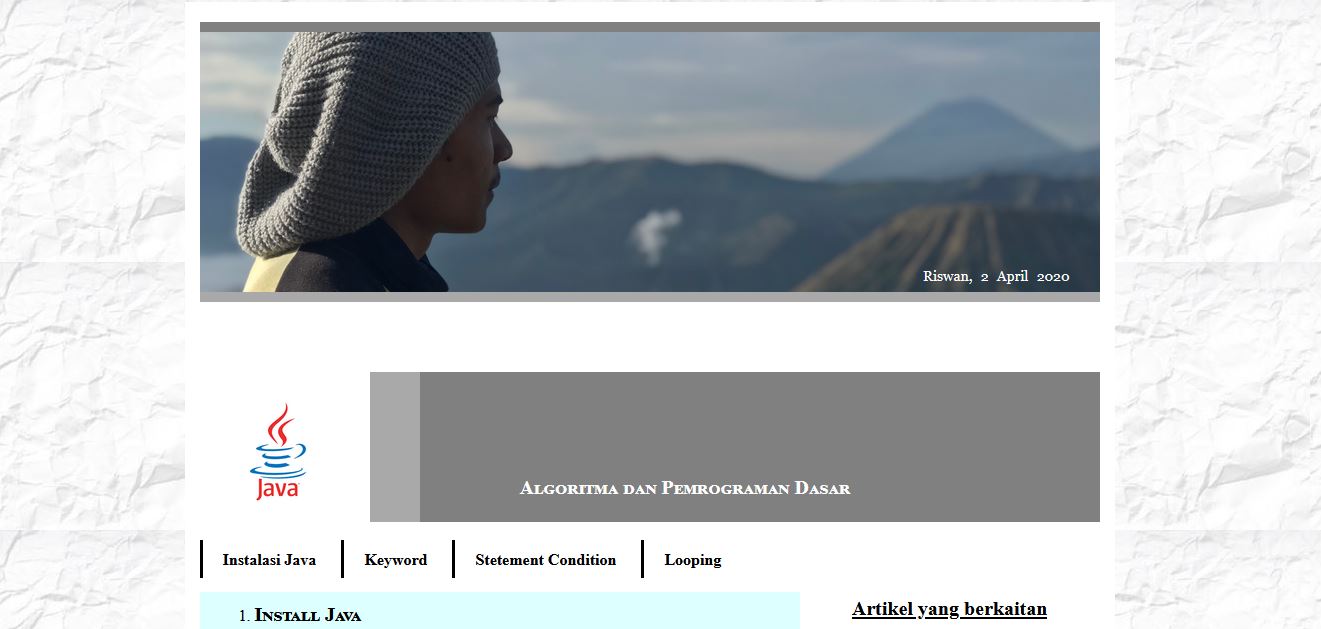 Riswan, 2 April 2020
Java
Algoritma dan Pemrograman Dasar
Instalasi Java
Keyword
Stetement Condition
Looping
1. Install Java
Artikel yang berkaitan